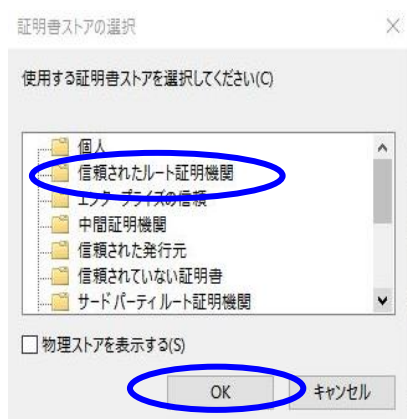 証明書ストアの選択
使用する証明書ストアを選択してください(C)
個人
信頼されたルート証明機関
エンタープライズの信頼
中間証明機関
信頼された発行元
信頼されていない証明書
サードパーティルート証明機関
物理ストアを表示する(S)
OK キャンセル